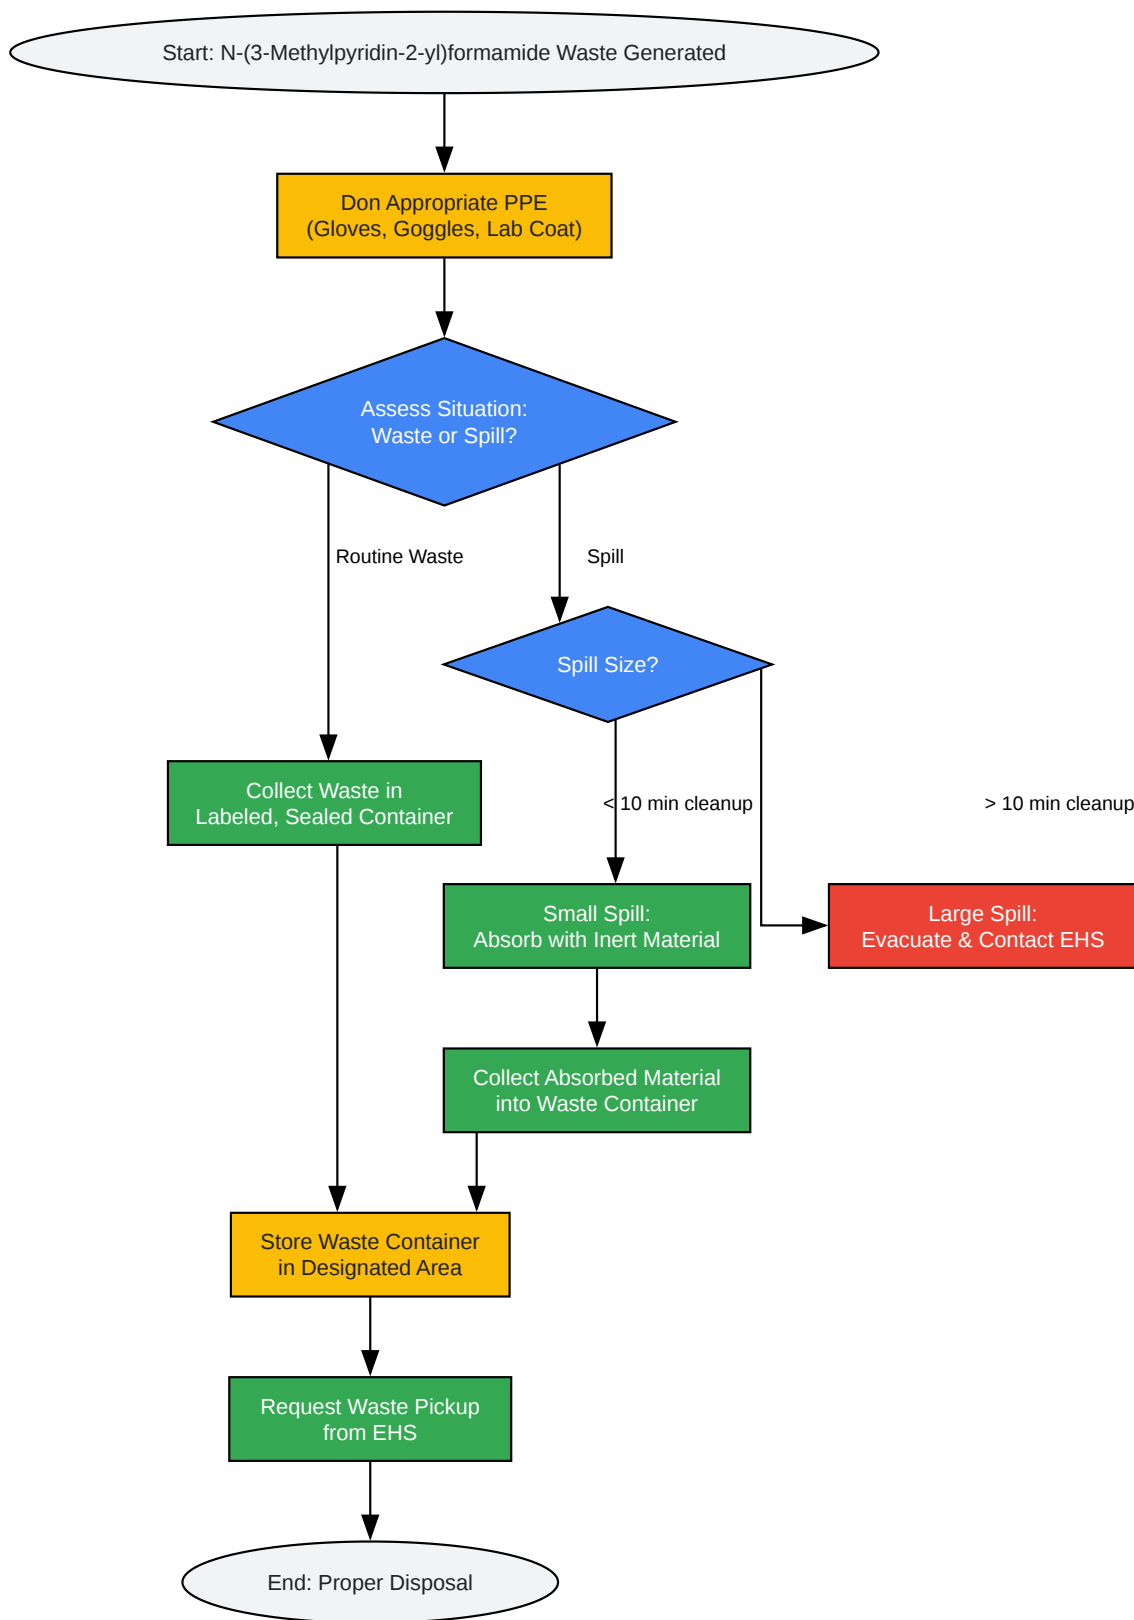 Start: N-(3-Methylpyridin-2-yl)formamide Waste Generated
Don Appropriate PPE
(Gloves, Goggles, Lab Coat)
Assess Situation:
Waste or Spill?
Routine Waste
Spill
Spill Size?
Collect Waste in
Labeled, Sealed Container
< 10 min cleanup
> 10 min cleanup
Small Spill:
Absorb with Inert Material
Large Spill:
Evacuate & Contact EHS
Collect Absorbed Material
into Waste Container
Store Waste Container
in Designated Area
Request Waste Pickup
from EHS
End: Proper Disposal